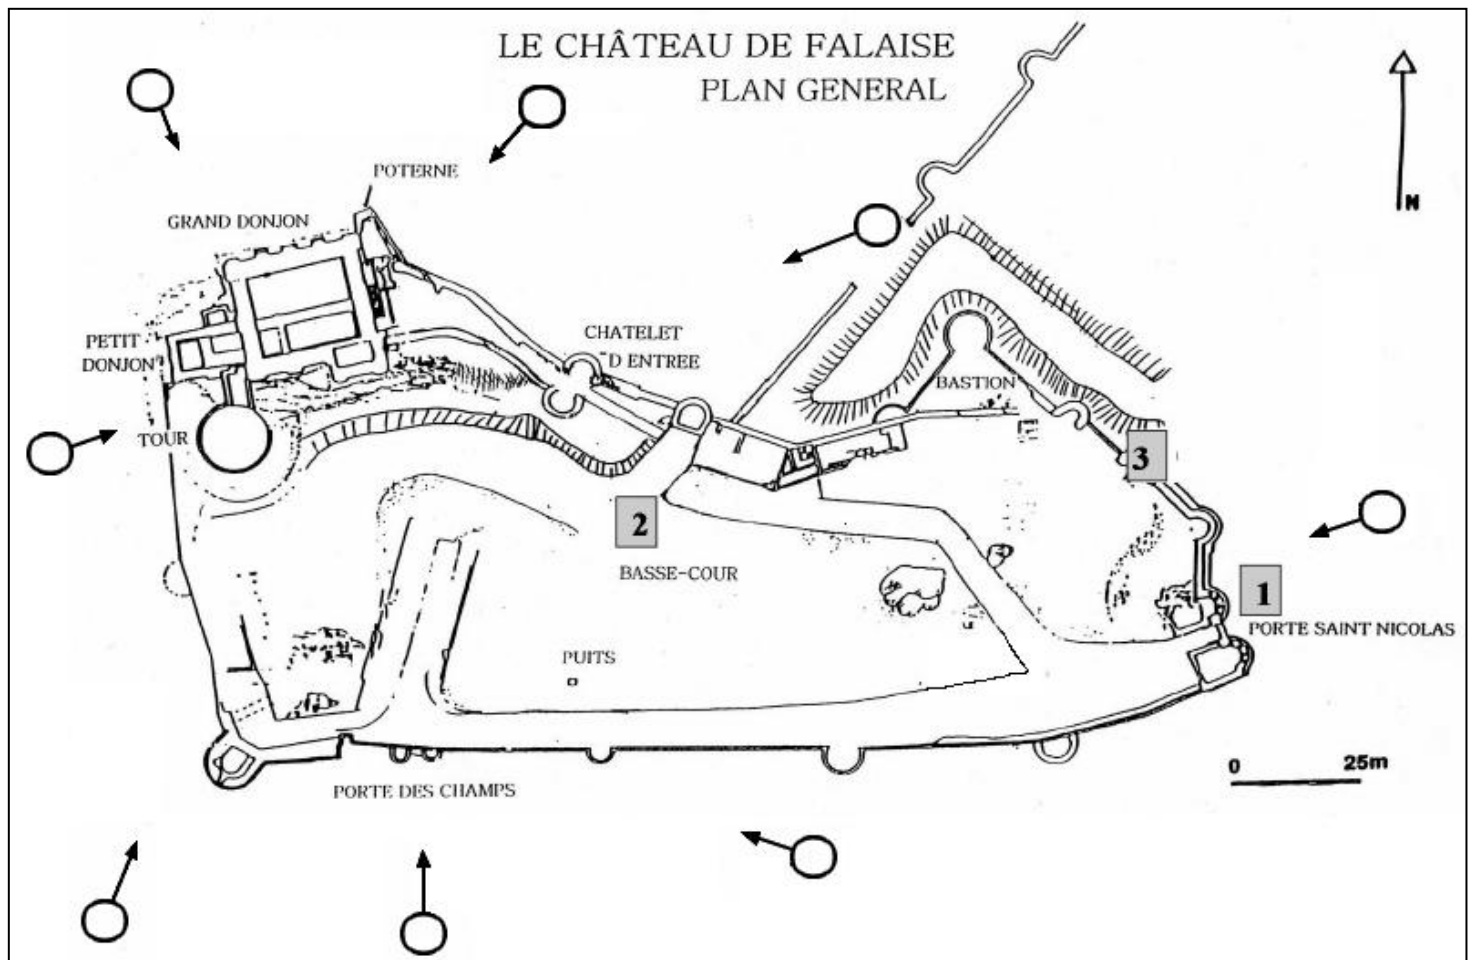 LE CHÂTEAU DE FALAISE
PLAN GENERAL
N
POTERNE
GRAND DONJON
PETIT
DONJON
TOUR
CHATELET
D ENTREE
BASTION
3
2
BASSE-COUR
1
PORTE SAINT NICOLAS
PUITS
PORTE DES CHAMPS
0 25m